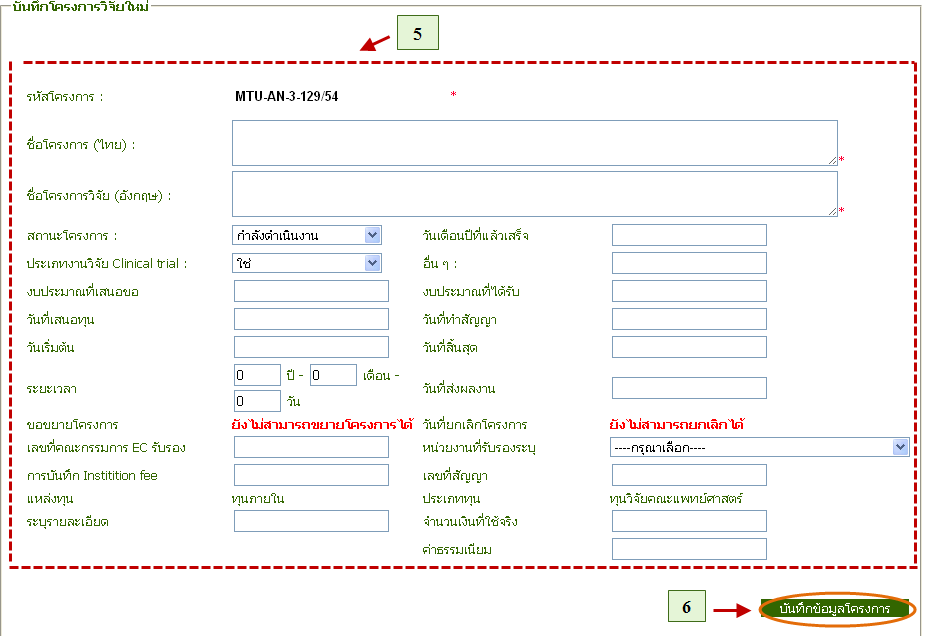 บันทึกโครงการวิจัยใหม่
5
รหัสโครงการ : MTU-AN-3-129/54 *
ชื่อโครงการ (ไทย) : *
ชื่อโครงการวิจัย (อังกฤษ) : *
สถานะโครงการ : กำลังดำเนินงาน วันเดือนปีที่แล้วเสร็จ
ประเภทงานวิจัย Clinical trial : ใช่ อื่น ๆ :
งบประมาณที่เสนอขอ งบประมาณที่ได้รับ
วันที่เสนอทุน วันที่ทำสัญญา
วันเริ่มต้น วันที่สิ้นสุด
ระยะเวลา 0 ปี - 0 เดือน - วันที่ส่งผลงาน
0 วัน
ขอขยายโครงการ ยังไม่สามารถขยายโครงการได้ วันที่ยกเลิกโครงการ ยังไม่สามารถยกเลิกได้
เลขที่คณะกรรมการ EC รับรอง หน่วยงานที่รับรองระบุ ----กรุณาเลือก----
การบันทึก Instittion fee เลขที่สัญญา
แหล่งทุน ทุนภายใน ประเภททุน ทุนวิจัยคณะแพทย์ศาสตร์
ระบุรายละเอียด จำนวนเงินที่ใช้จริง
ค่าธรรมเนียม
6 บันทึกข้อมูลโครงการ